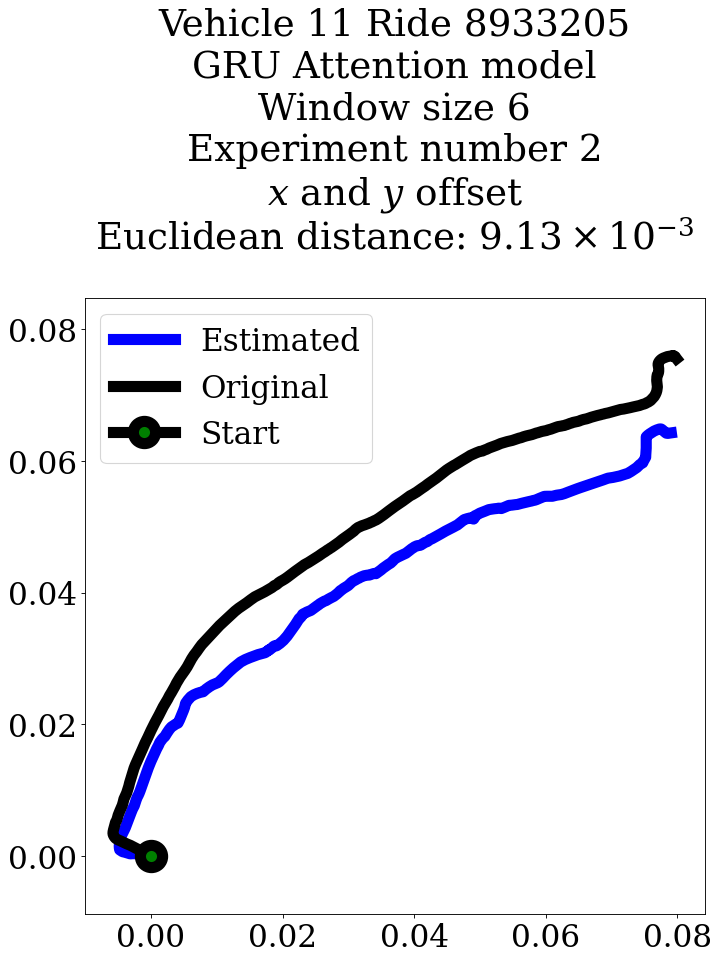 Vehicle 11 Ride 8933205
GRU Attention model
Window size 6
Experiment number 2
x and y offset
Euclidean distance: 9.13 × 10⁻³
Estimated
Original
Start
0.08
0.06
0.04
0.02
0.00
0.00 0.02 0.04 0.06 0.08